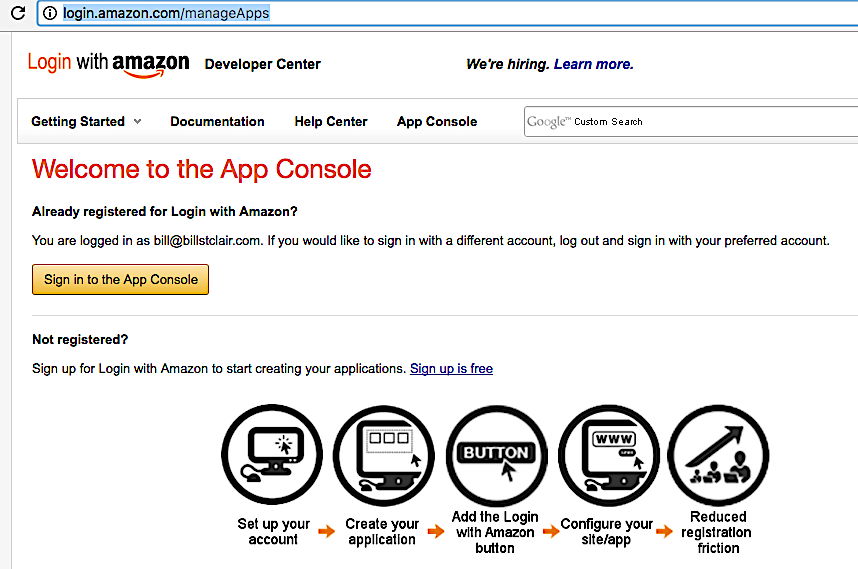 login.amazon.com/manageApps
Login with amazon Developer Center We're hiring. Learn more.
Getting Started Documentation Help Center App Console Google™ Custom Search
Welcome to the App Console
Already registered for Login with Amazon?
You are logged in as bill@billstclair.com. If you would like to sign in with a different account, log out and sign in with your preferred account.
Sign in to the App Console
Not registered?
Sign up for Login with Amazon to start creating your applications. Sign up is free
BUTTON
WWW
Set up your
account
Create your
application
Add the Login
with Amazon
button
Configure your
site/app
Reduced
registration
friction